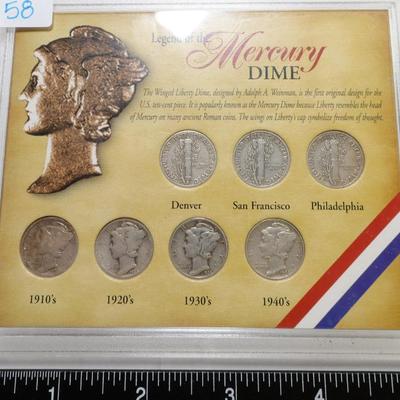 58
Legend of the
Mercury
DIME
The Winged Liberty Dime, designed by Adolph A. Weinman, is the first original design for the
U.S. ten-cent piece. It is popularly known as the Mercury Dime because Liberty resembles the head
of Mercury on many ancient Roman coins. The wings on Liberty's cap symbolize freedom of thought.
Denver San Francisco Philadelphia
1910's 1920's 1930's 1940's
1 2 3 4